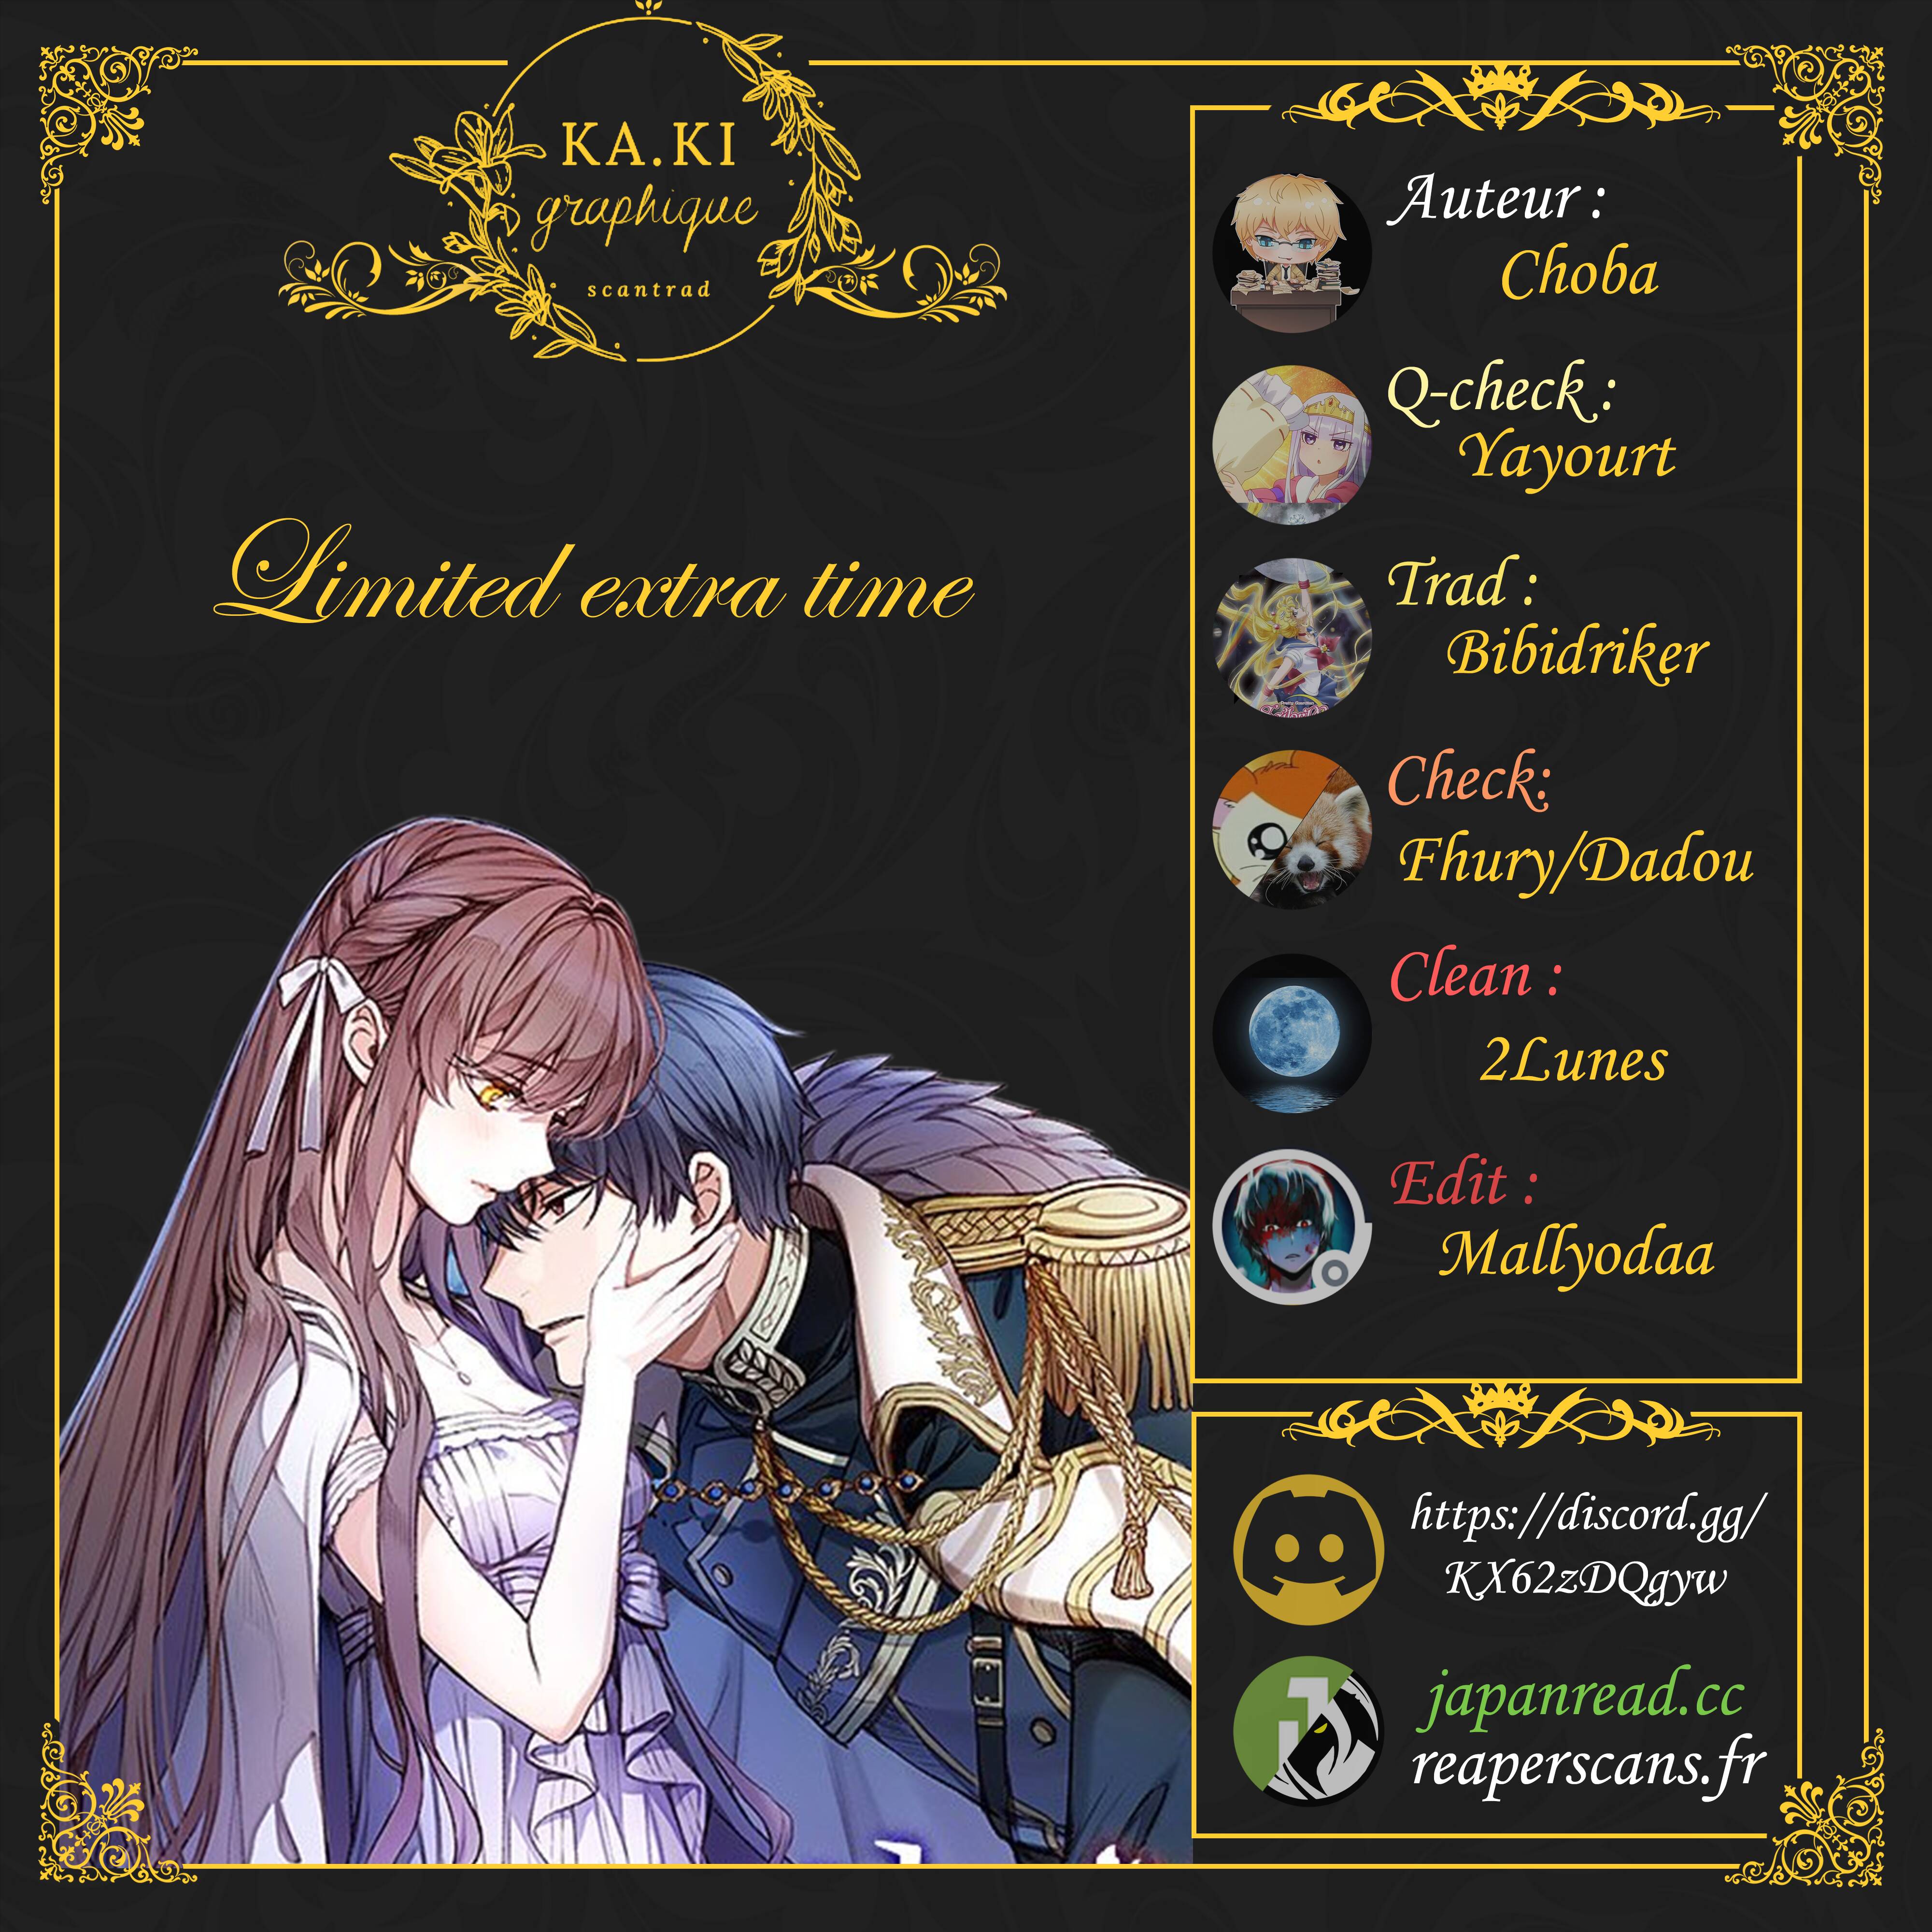 KA.KI
graphique
scantrad
Limited extra time
Auteur :
Choba
Q-check :
Yayourt
Trad :
Bibidriker
Check:
Fhury/Dadou
Clean :
2Lunes
Edit :
Mallyodaa
https://discord.gg/
KX62zDQgyw
japanread.cc
reaperscans.fr